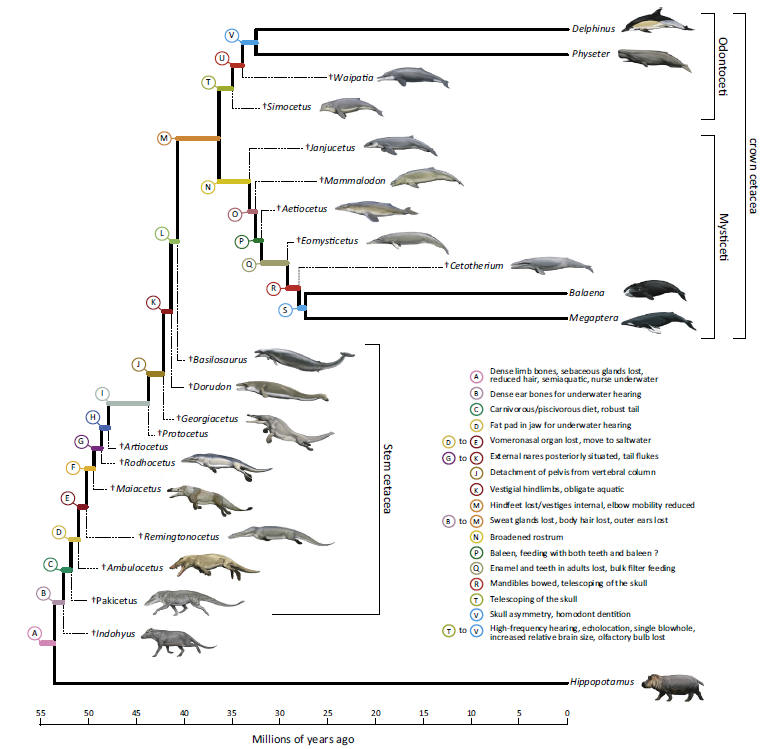 V
Delphinus
Physeter
U
†Waipatia
T
†Simocetus
Odontoceti
M
†Janjucetus
N
†Mammalodon
O
†Aetiocetus
P
†Eomysticetus
Q
†Cetotherium
R
Balaena
S
Megaptera
Mysticeti
crown cetacea
L
K
†Basilosaurus
J
†Dorudon
I
†Georgiacetus
H
†Protocetus
G
†Artiocetus
F
†Rodhocetus
†Maiacetus
E
†Remingtonocetus
D
†Ambulocetus
C
†Pakicetus
B
†Indohyus
A
Stem cetacea
Hippopotamus
A Dense limb bones, sebaceous glands lost,
reduced hair, semiaquatic, nurse underwater
B Dense ear bones for underwater hearing
C Carnivorous/piscivorous diet, robust tail
D Fat pad in jaw for underwater hearing
D to E Vomeronasal organ lost, move to saltwater
G to K External nares posteriorly situated, tail flukes
J Detachment of pelvis from vertebral column
K Vestigial hindlimbs, obligate aquatic
M Hindfeet lost/vestiges internal, elbow mobility reduced
B to M Sweat glands lost, body hair lost, outer ears lost
N Broadened rostrum
P Baleen, feeding with both teeth and baleen ?
Q Enamel and teeth in adults lost, bulk filter feeding
R Mandibles bowed, telescoping of the skull
T Telescoping of the skull
V Skull asymmetry, homodont dentition
T to V High-frequency hearing, echolocation, single blowhole,
increased relative brain size, olfactory bulb lost
55 50 45 40 35 30 25 20 15 10 5 0
Millions of years ago